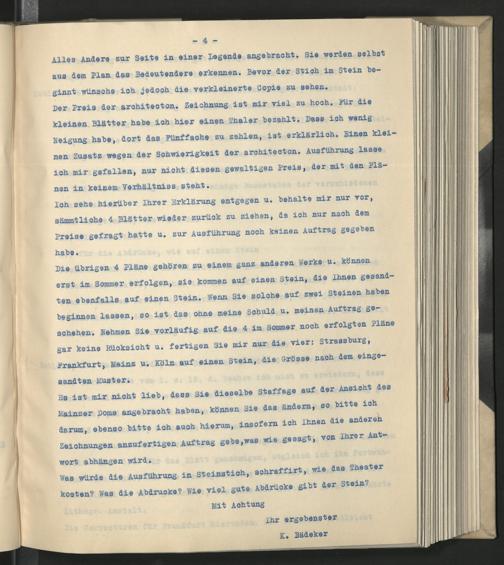 - 4 -
Alles Andere zur Seite in einer Legende angebracht. Sie werden selbst
aus dem Plan das Bedeutendere erkennen. Bevor der Stich in Stein be-
ginnt wünsche ich jedoch die verkleinerte Copie zu sehen.
Der Preis der architecton. Zeichnung ist mir viel zu hoch. Für die
kleinen Blätter habe ich hier einen Thaler bezahlt. Dass ich wenig
Neigung habe, dort das Fünffache zu zahlen, ist erklärlich. Einen klei-
nen Zusatz wegen der Schwierigkeit der architecton. Ausführung lasse
ich mir gefallen, nur nicht diesen gewaltigen Preis, der mit den Plä-
nen in keinem Verhältniss steht.
Ich sehe hierüber Ihrer Erklärung entgegen u. behalte mir nur vor,
sämmtliche 4 Blätter wieder zurück zu ziehen, da ich nur nach dem
Preise gefragt hatte u. zur Ausführung noch keinen Auftrag gegeben
habe.
Die übrigen 4 Pläne gehören zu einem ganz anderen Werke u. können
erst im Sommer erfolgen, sie kommen auf einen Stein, die Ihnen gesand-
ten ebenfalls auf einen Stein. Wenn Sie solche auf zwei Steinen haben
beginnen lassen, so ist das ohne meine Schuld u. meinen Auftrag ge-
schehen. Nehmen Sie vorläufig auf die 4 im Sommer noch erfolgten Pläne
gar keine Rücksicht u. fertigen Sie mir nur die vier: Strassburg,
Frankfurt, Mainz u. Köln auf einen Stein, die Grösse nach dem einge-
sandten Muster.
Es ist mir nicht lieb, dass Sie dieselbe Staffage auf der Ansicht des
Mainzer Doms angebracht haben, können Sie das ändern, so bitte ich
darum, ebenso bitte ich auch hierum, insofern ich Ihnen die anderen
Zeichnungen anzufertigen Auftrag gebe,was wie gesagt, von Ihrer Ant-
wort abhängen wird.
Was würde die Ausführung in Steinstich, schraffirt, wie das Theater
kosten? Was die Abdrucke? Wie viel gute Abdrücke gibt der Stein?
Mit Achtung
Ihr ergebenster
K. Bädeker